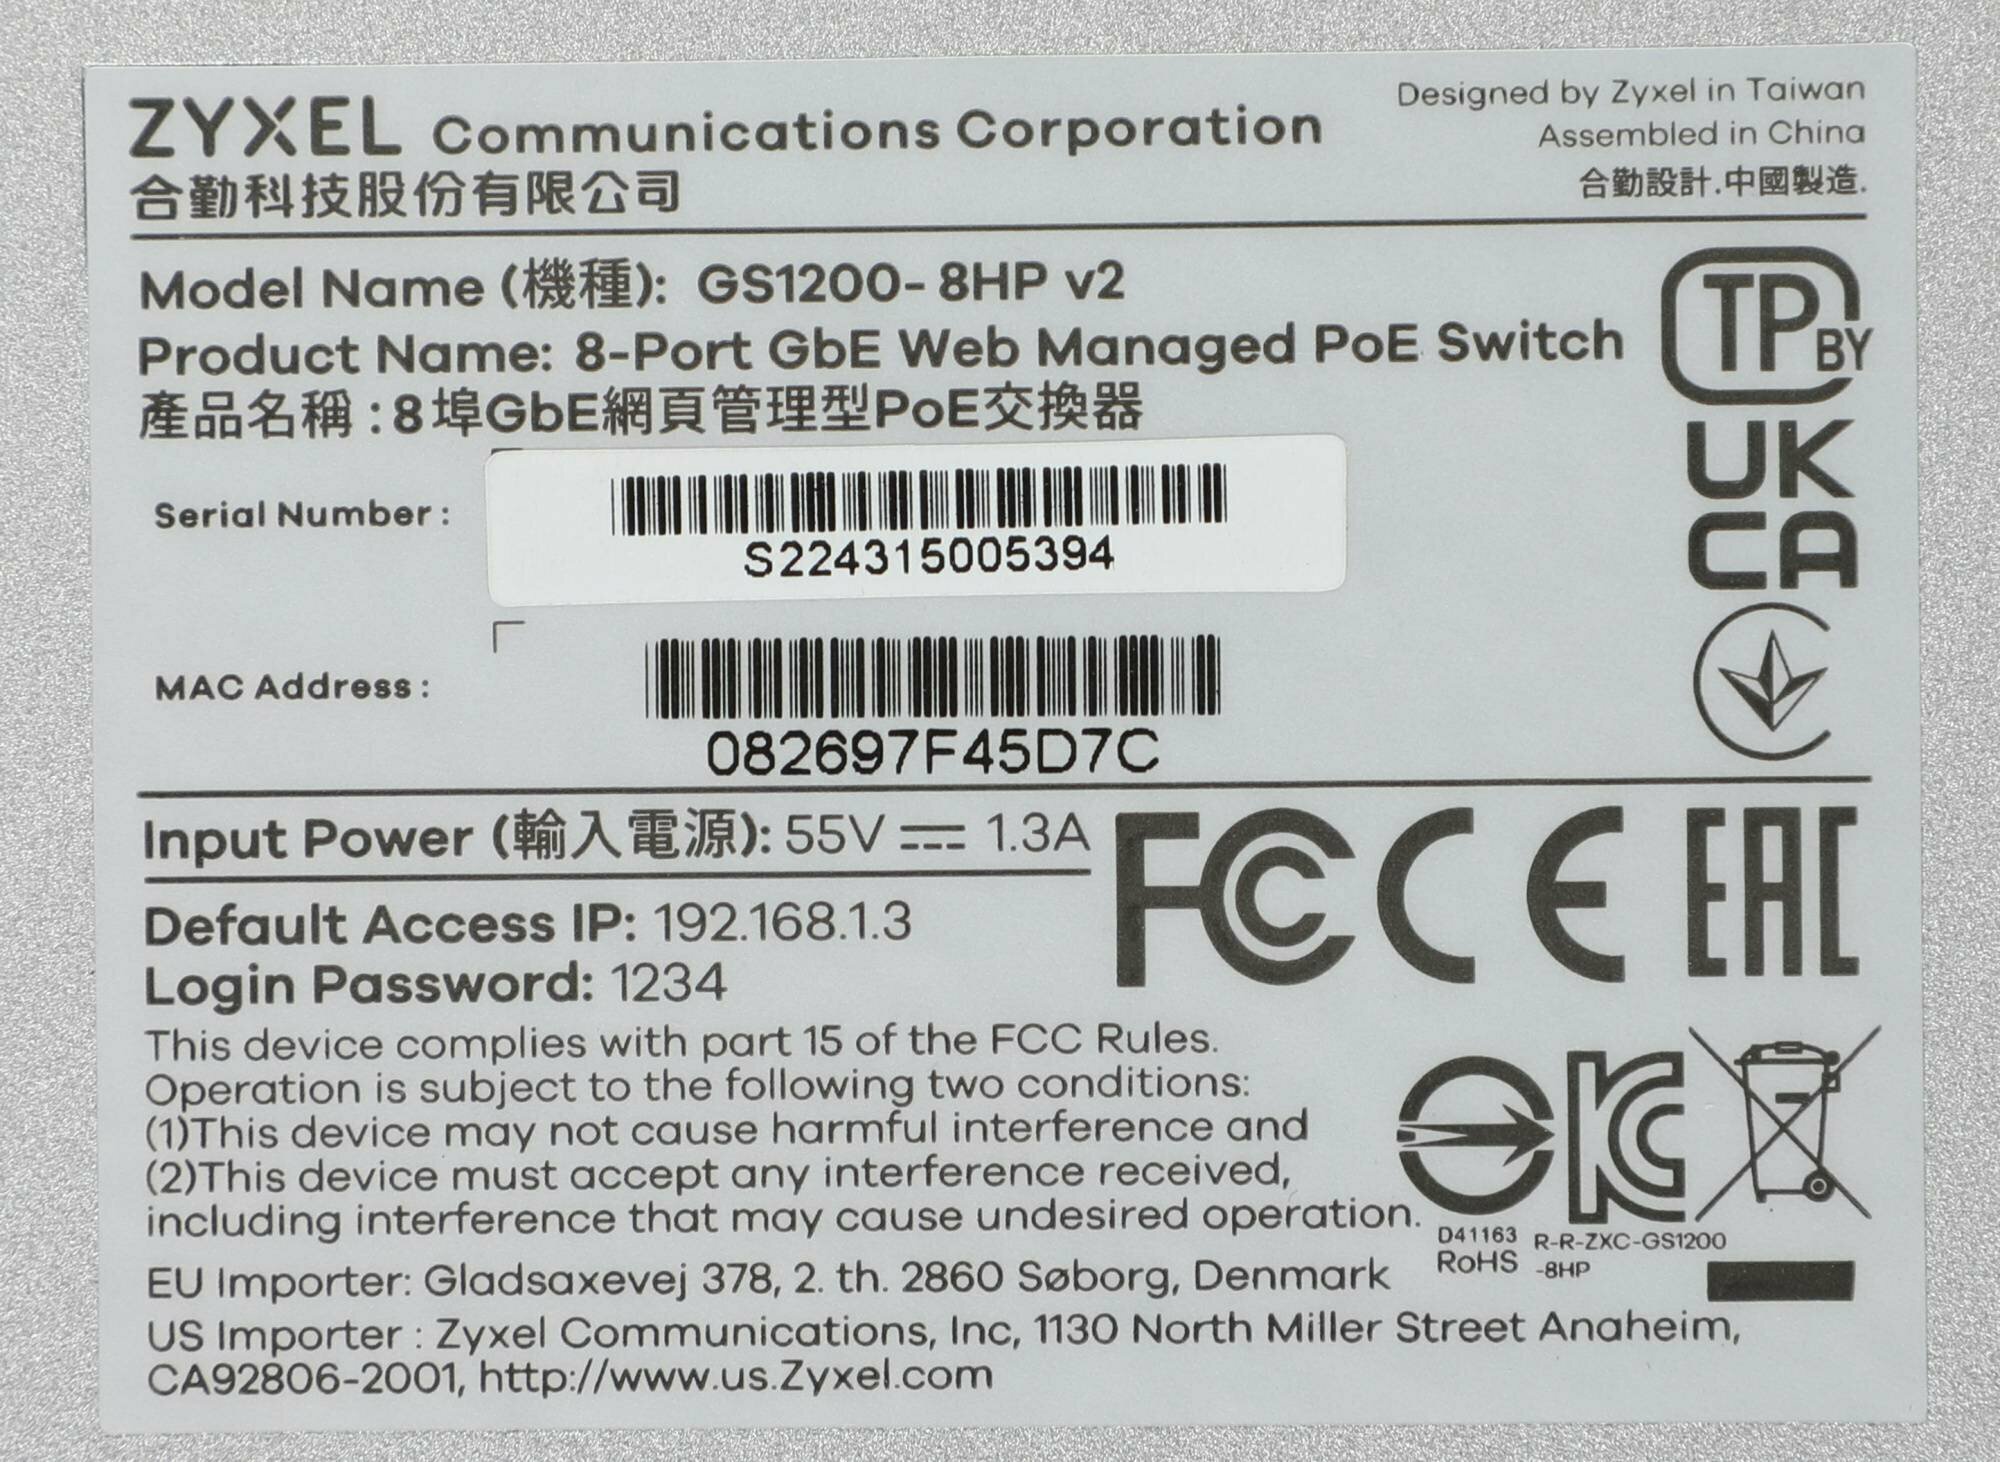 ZYXEL Communications Corporation
合勤科技股份有限公司
Designed by Zyxel in Taiwan
Assembled in China
合勤設計.中國製造.
Model Name (機種): GS1200-8HP v2
Product Name: 8-Port GbE Web Managed PoE Switch
產品名稱:8埠GbE網頁管理型PoE交換器
TP BY
UK
CA
Serial Number:
S224315005394
MAC Address:
082697F45D7C
Input Power (輸入電源): 55V ⎓ 1.3A
FC CE EAC
Default Access IP: 192.168.1.3
Login Password: 1234
This device complies with part 15 of the FCC Rules.
Operation is subject to the following two conditions:
(1)This device may not cause harmful interference and
(2)This device must accept any interference received,
including interference that may cause undesired operation.
KC
D41163
RoHS
R-R-ZXC-GS1200
-8HP
EU Importer: Gladsaxevej 378, 2. th. 2860 Søborg, Denmark
US Importer : Zyxel Communications, Inc, 1130 North Miller Street Anaheim,
CA92806-2001, http://www.us.Zyxel.com